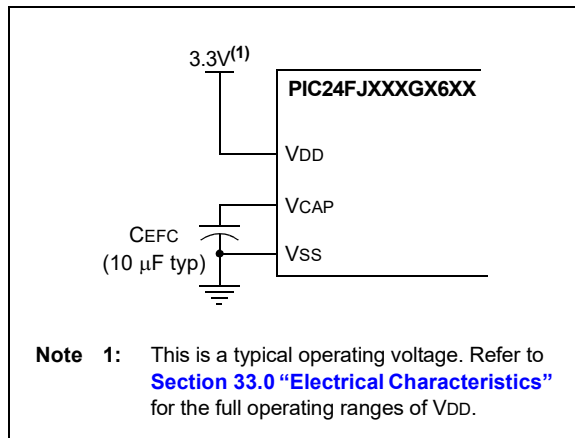 3.3V(1)
PIC24FJXXXGX6XX
VDD
VCAP
CEFC
(10 μF typ)
VSS
Note 1: This is a typical operating voltage. Refer to
Section 33.0 “Electrical Characteristics”
for the full operating ranges of VDD.